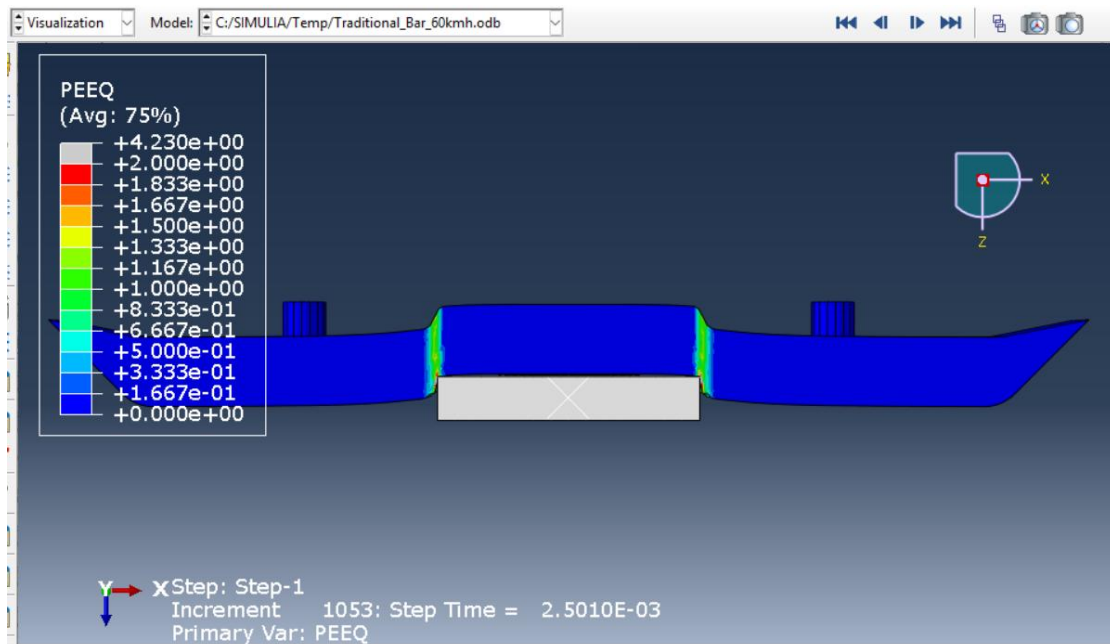 Visualization Model: C:/SIMULIA/Temp/Traditional_Bar_60kmh.odb
PEEQ
(Avg: 75%)
+4.230e+00
+2.000e+00
+1.833e+00
+1.667e+00
+1.500e+00
+1.333e+00
+1.167e+00
+1.000e+00
+8.333e-01
+6.667e-01
+5.000e-01
+3.333e-01
+1.667e-01
+0.000e+00
X
Z
Y X
Step: Step-1
Increment 1053: Step Time = 2.5010E-03
Primary Var: PEEQ